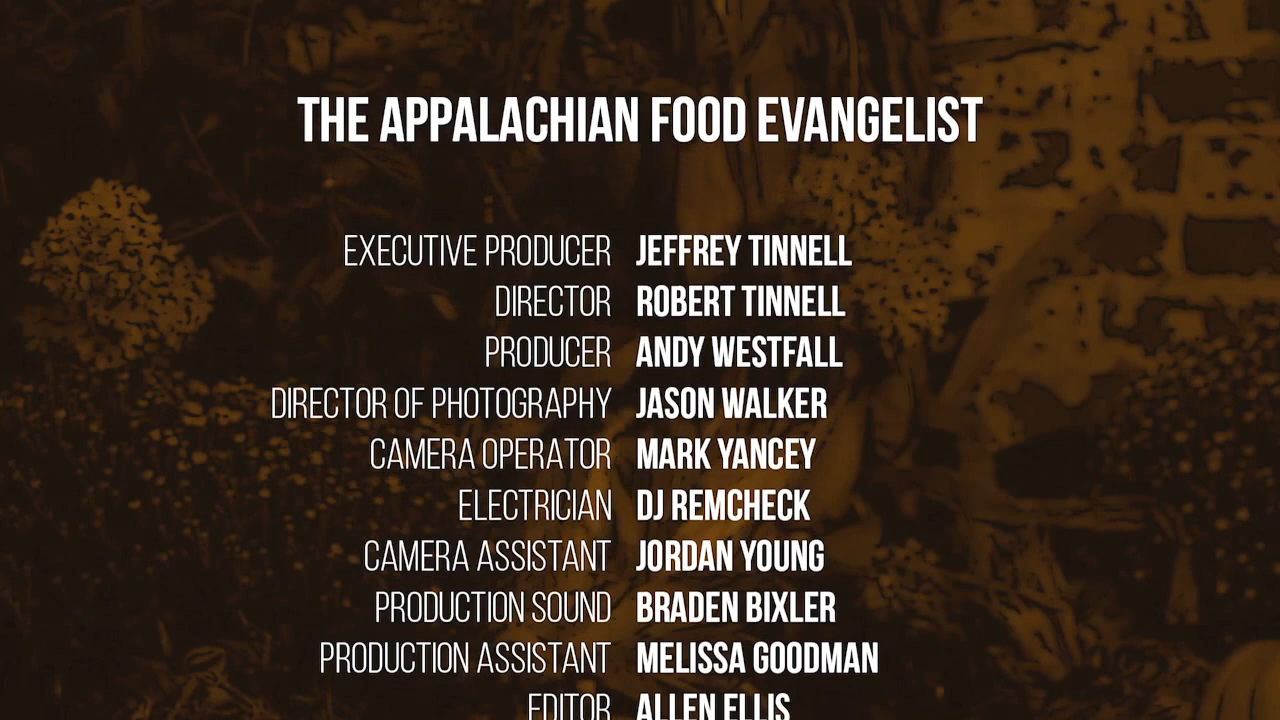 THE APPALACHIAN FOOD EVANGELIST
EXECUTIVE PRODUCER JEFFREY TINNELL
DIRECTOR ROBERT TINNELL
PRODUCER ANDY WESTFALL
DIRECTOR OF PHOTOGRAPHY JASON WALKER
CAMERA OPERATOR MARK YANCEY
ELECTRICIAN DJ REMCHECK
CAMERA ASSISTANT JORDAN YOUNG
PRODUCTION SOUND BRADEN BIXLER
PRODUCTION ASSISTANT MELISSA GOODMAN
EDITOR ALLEN ELLIS